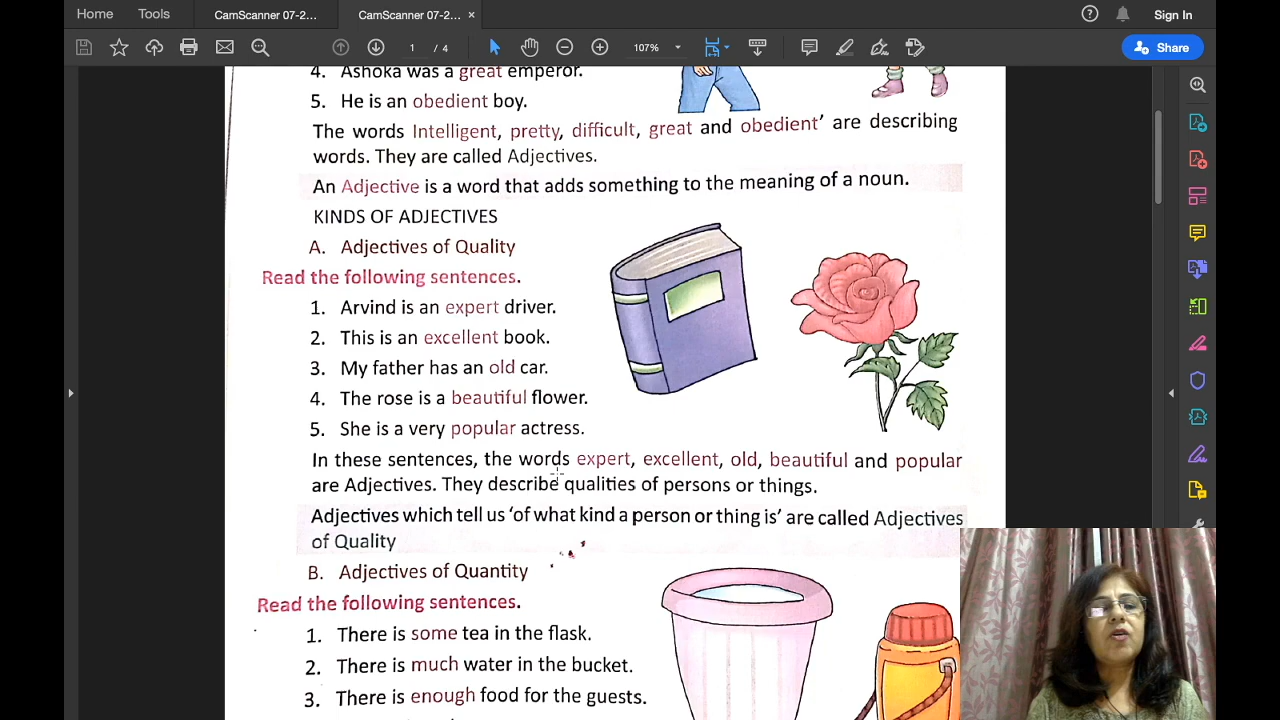 Home Tools CamScanner 07-2... CamScanner 07-2... × Sign In
1 / 4 107% Share
4. Ashoka was a great emperor.
5. He is an obedient boy.
The words Intelligent, pretty, difficult, great and obedient’ are describing
words. They are called Adjectives.
An Adjective is a word that adds something to the meaning of a noun.
KINDS OF ADJECTIVES
A. Adjectives of Quality
Read the following sentences.
1. Arvind is an expert driver.
2. This is an excellent book.
3. My father has an old car.
4. The rose is a beautiful flower.
5. She is a very popular actress.
In these sentences, the words expert, excellent, old, beautiful and popular
are Adjectives. They describe qualities of persons or things.
Adjectives which tell us ‘of what kind a person or thing is’ are called Adjectives
of Quality
B. Adjectives of Quantity
Read the following sentences.
1. There is some tea in the flask.
2. There is much water in the bucket.
3. There is enough food for the guests.